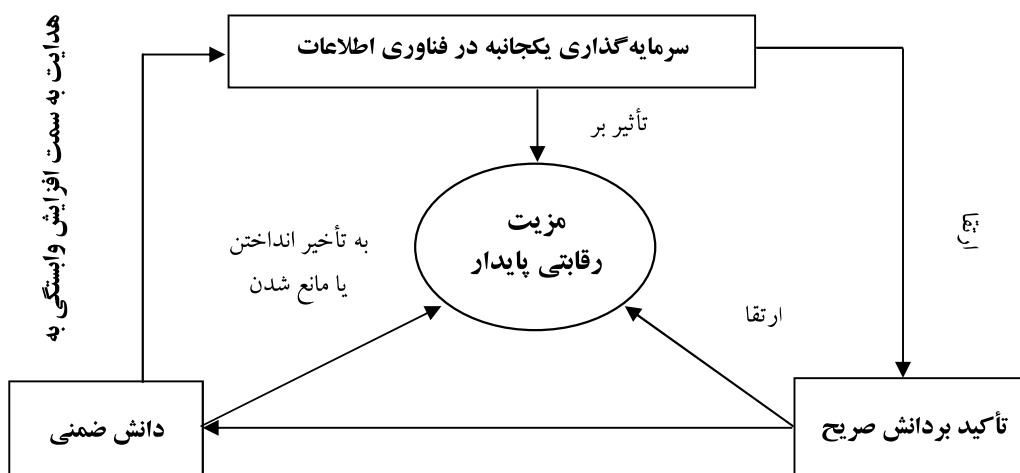 سرمایه‌گذاری یکجانبه در فناوری اطلاعات
هدایت به سمت افزایش وابستگی به
تأثیر بر
مزیت
رقابتی پایدار
به تأخیر انداختن
یا مانع شدن
ارتقا
ارتقا
تأکید بردانش صریح
دانش ضمنی